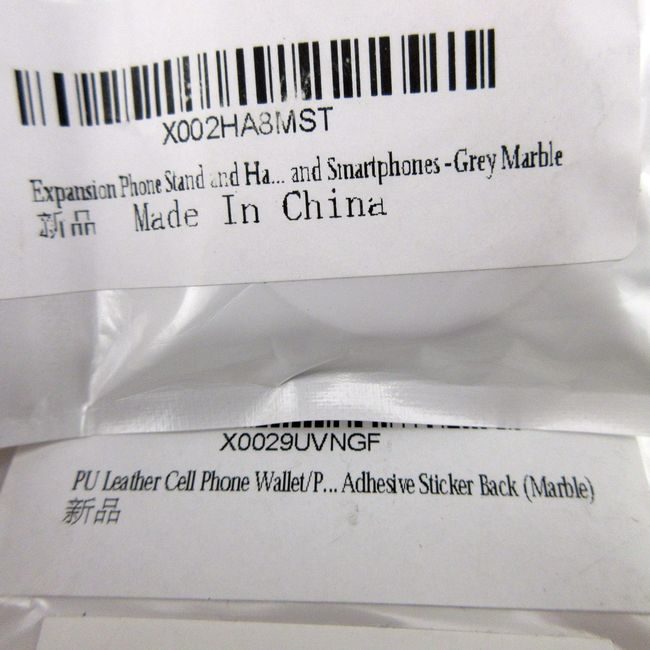 X002HA8MST
Expansion Phone Stand and Ha... and Smartphones - Grey Marble
新品 Made In China
X0029UVNGF
PU Leather Cell Phone Wallet/P... Adhesive Sticker Back (Marble)
新品